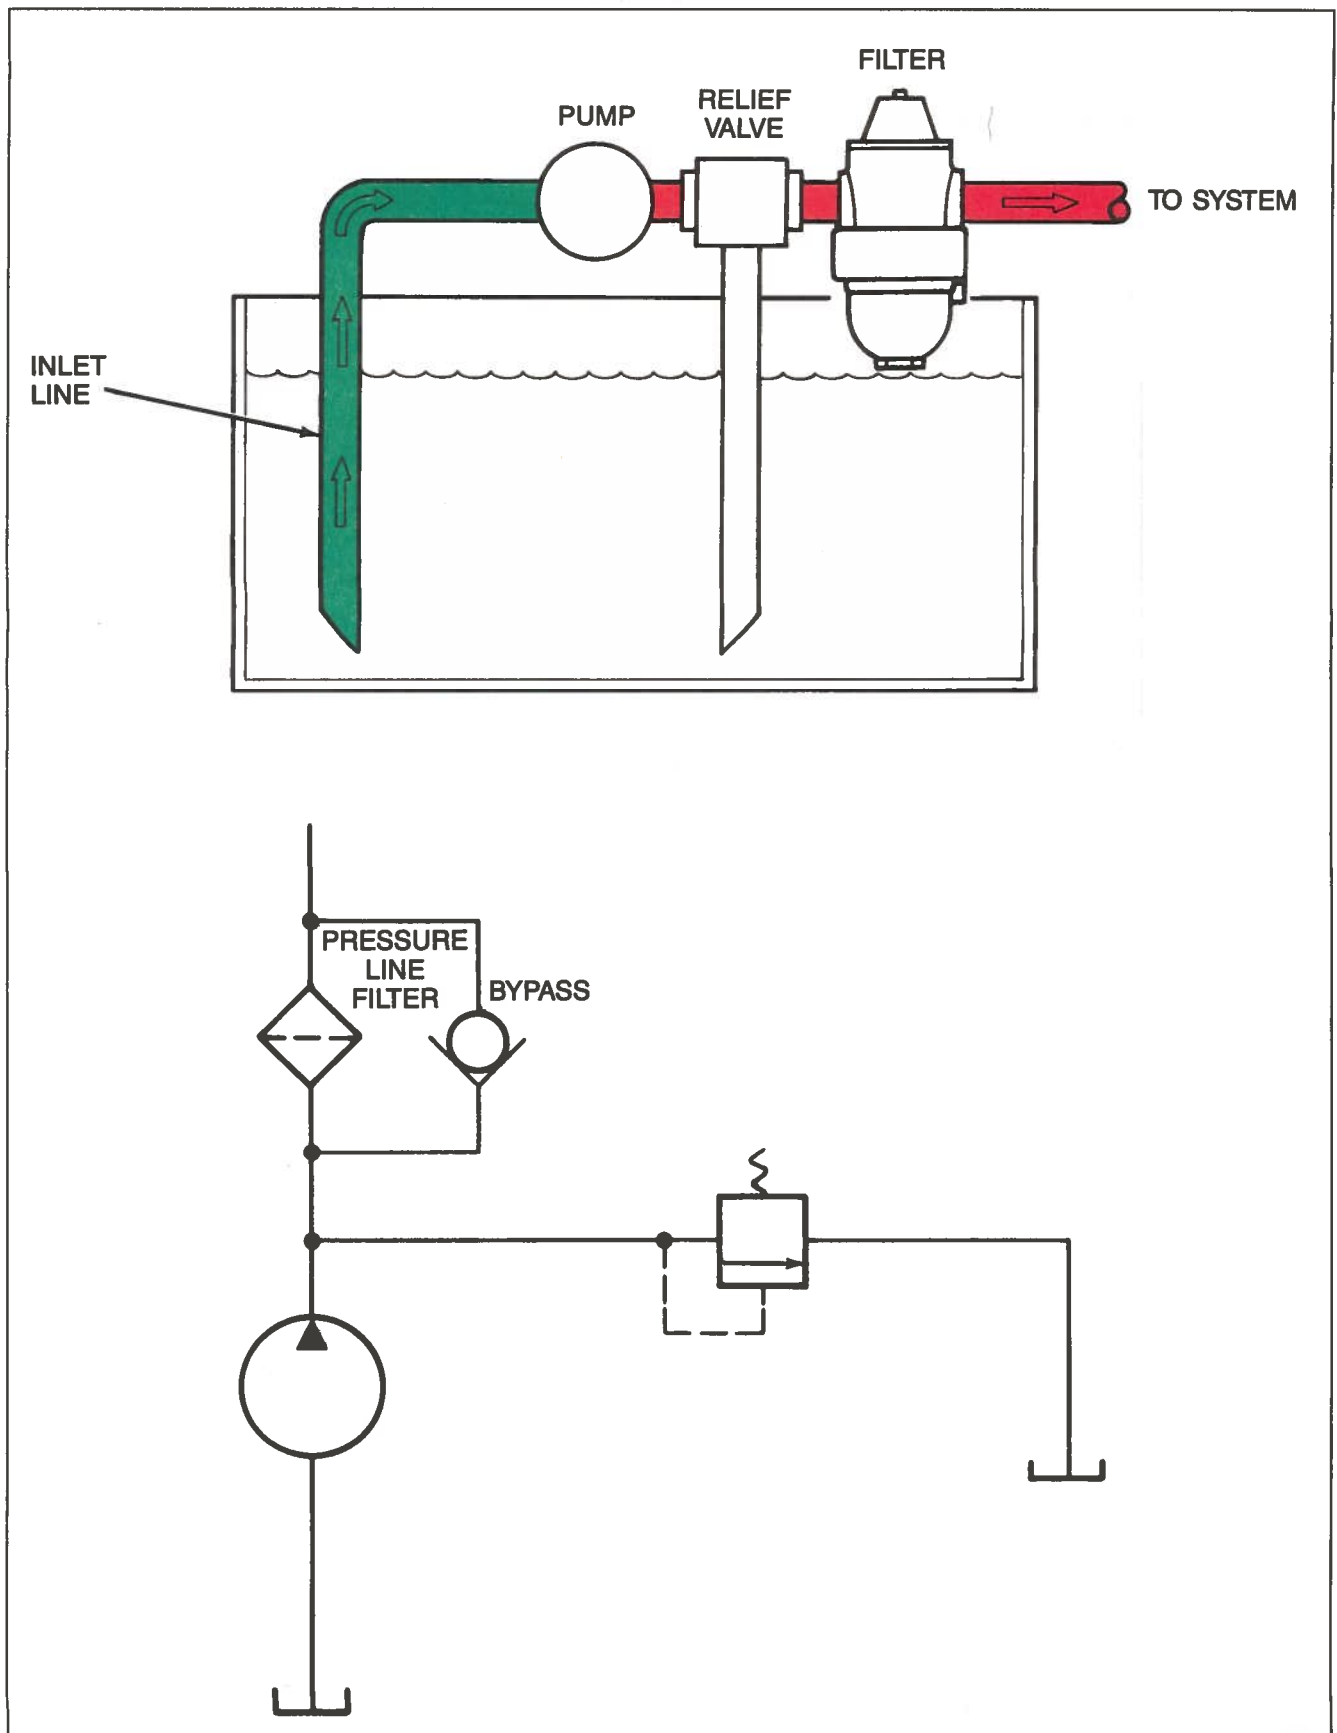 FILTER
PUMP
RELIEF
VALVE
TO SYSTEM
INLET
LINE
PRESSURE
LINE
FILTER
BYPASS